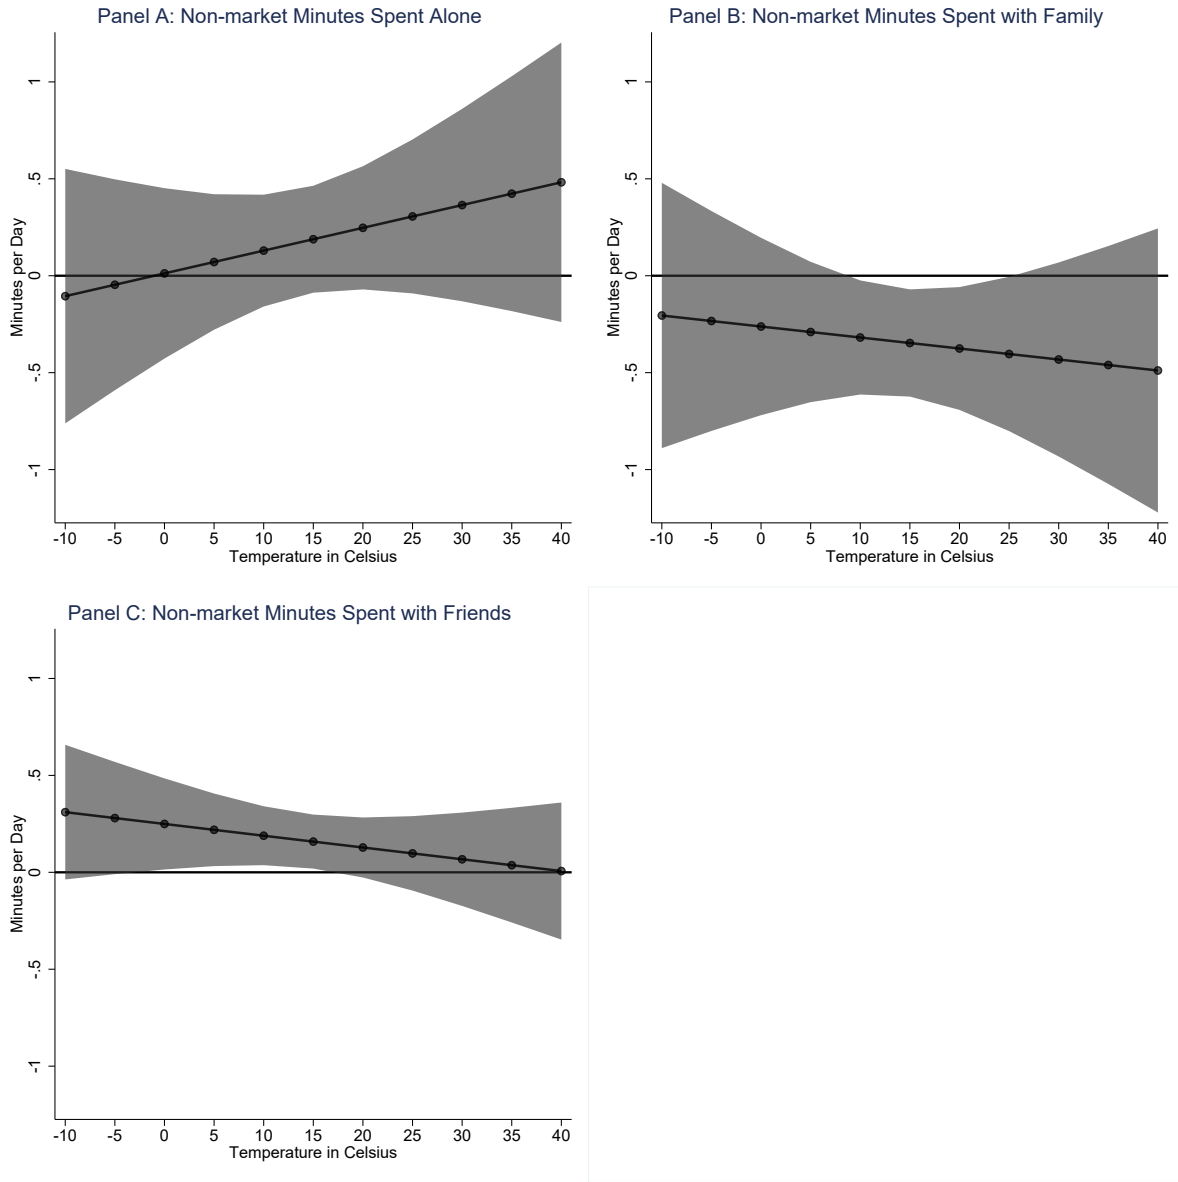 Panel A: Non-market Minutes Spent Alone
Minutes per Day
1
.5
0
-.5
-1
-10 -5 0 5 10 15 20 25 30 35 40
Temperature in Celsius
Panel B: Non-market Minutes Spent with Family
Minutes per Day
1
.5
0
-.5
-1
-10 -5 0 5 10 15 20 25 30 35 40
Temperature in Celsius
Panel C: Non-market Minutes Spent with Friends
Minutes per Day
1
.5
0
-.5
-1
-10 -5 0 5 10 15 20 25 30 35 40
Temperature in Celsius